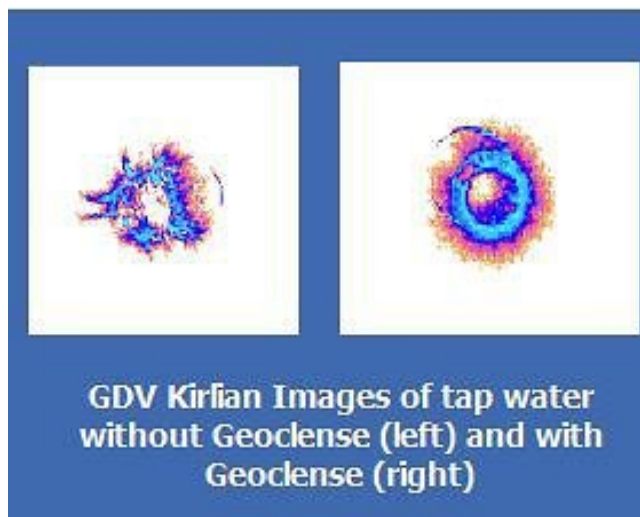 GDV Kirlian Images of tap water
without Geoclense (left) and with
Geoclense (right)